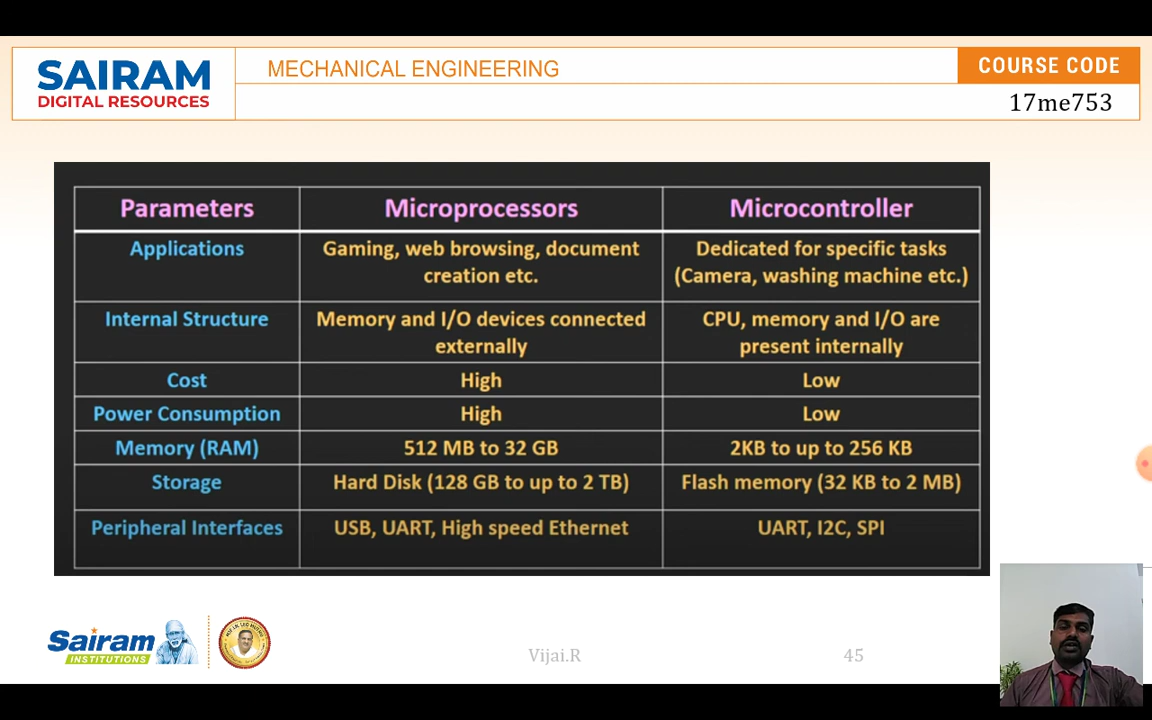 SAIRAM
DIGITAL RESOURCES
MECHANICAL ENGINEERING
COURSE CODE
17me753
Parameters Microprocessors Microcontroller
Applications Gaming, web browsing, document creation etc. Dedicated for specific tasks (Camera, washing machine etc.)
Internal Structure Memory and I/O devices connected externally CPU, memory and I/O are present internally
Cost High Low
Power Consumption High Low
Memory (RAM) 512 MB to 32 GB 2KB to up to 256 KB
Storage Hard Disk (128 GB to up to 2 TB) Flash memory (32 KB to 2 MB)
Peripheral Interfaces USB, UART, High speed Ethernet UART, I2C, SPI
Sairam
INSTITUTIONS
Vijai.R
45